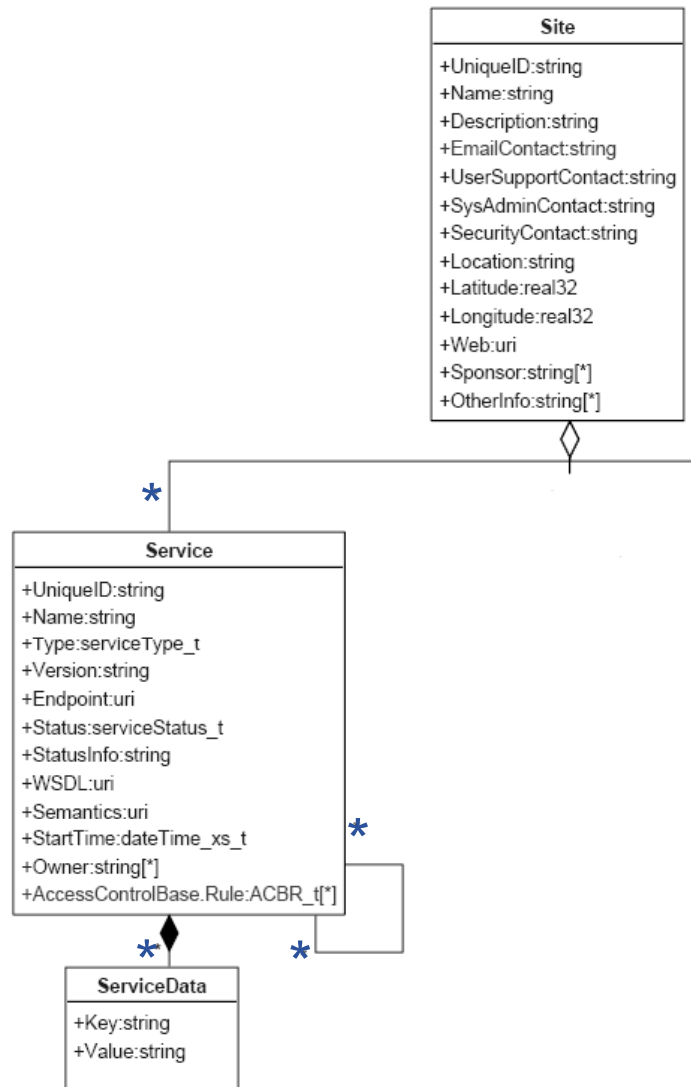 Site
+UniqueID:string
+Name:string
+Description:string
+EmailContact:string
+UserSupportContact:string
+SysAdminContact:string
+SecurityContact:string
+Location:string
+Latitude:real32
+Longitude:real32
+Web:uri
+Sponsor:string[*]
+OtherInfo:string[*]
*
Service
+UniqueID:string
+Name:string
+Type:serviceType_t
+Version:string
+Endpoint:uri
+Status:serviceStatus_t
+StatusInfo:string
+WSDL:uri
+Semantics:uri
+StartTime:dateTime_xs_t
*
+Owner:string[*]
+AccessControlBase.Rule:ACBR_t[*]
* *
ServiceData
+Key:string
+Value:string